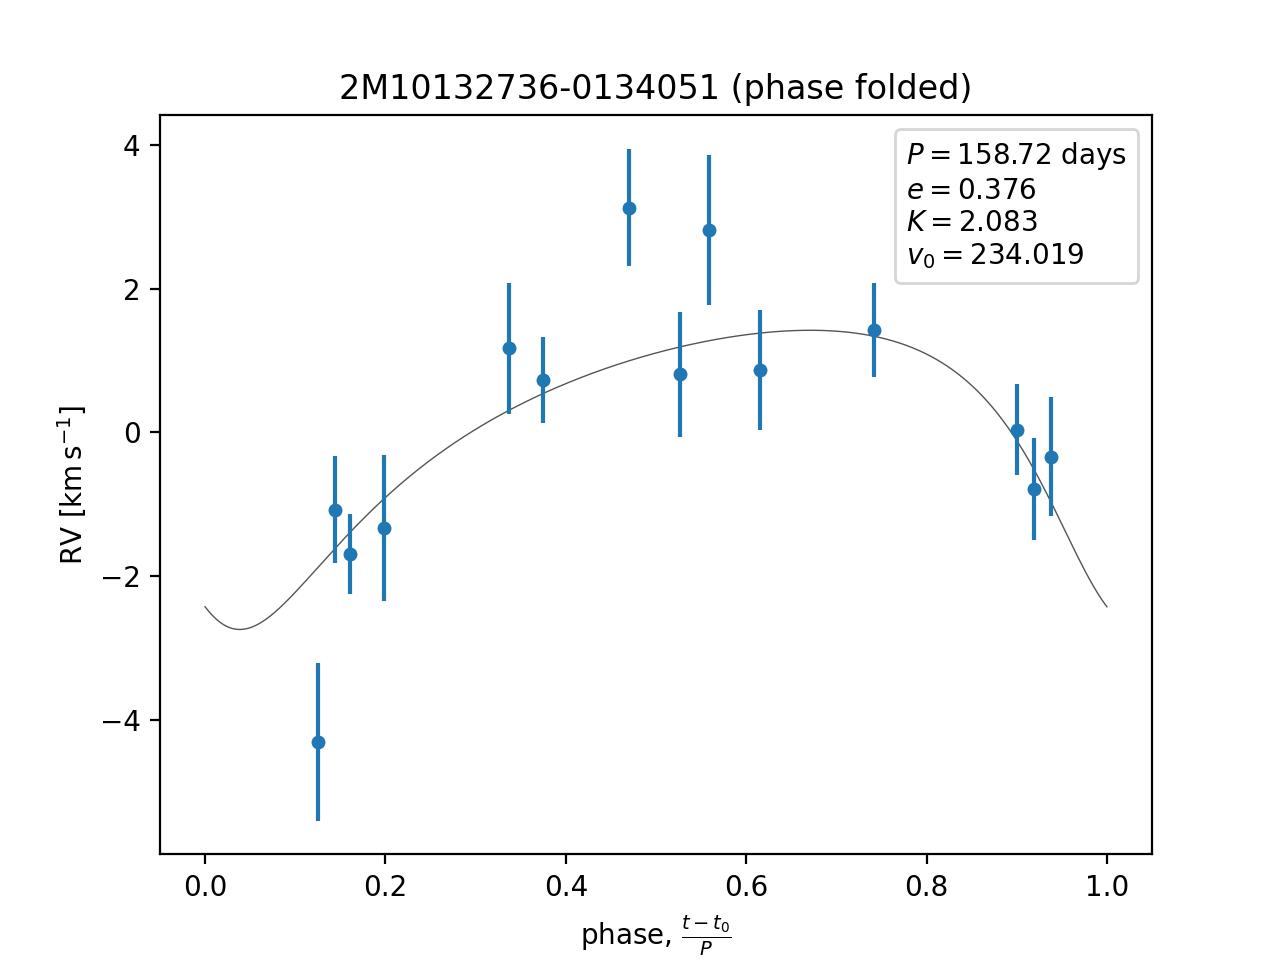 2M10132736-0134051 (phase folded)
P = 158.72 days
e = 0.376
K = 2.083
v₀ = 234.019
4
2
0
−2
−4
RV [km s⁻¹]
0.0 0.2 0.4 0.6 0.8 1.0
phase, (t − t₀)/P